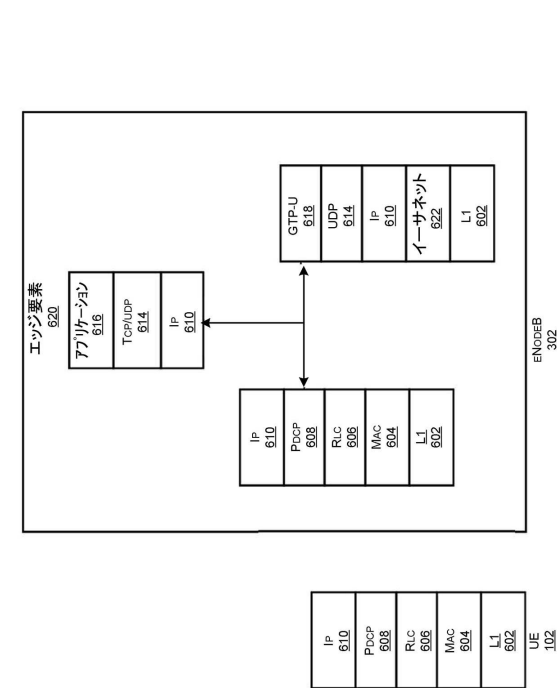 エッジ要素
620
アプリケーション
616
TCP/UDP
614
IP
610
IP
610
PDCP
608
RLC
606
MAC
604
L1
602
GTP-U
618
UDP
614
IP
610
イーサネット
622
L1
602
ENODEB
302
IP
610
PDCP
608
RLC
606
MAC
604
L1
602
UE
102